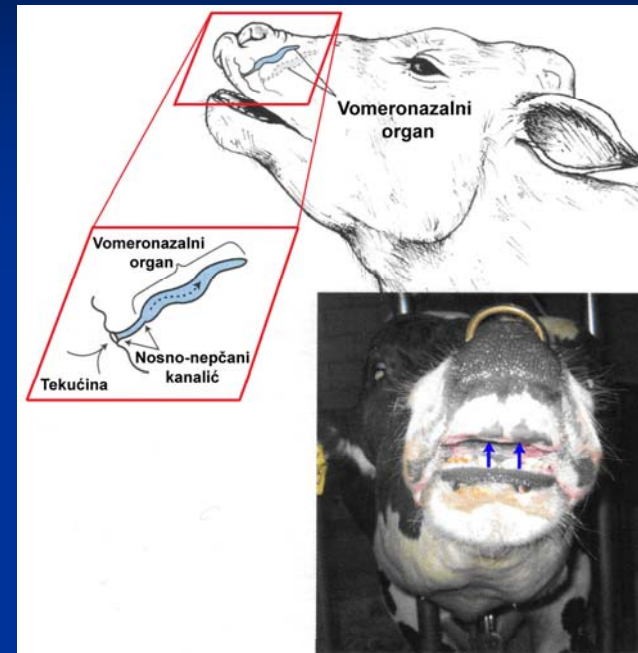 Vomeronazalni
organ
Vomeronazalni
organ
Nosno-nepčani
kanalić
Tekućina